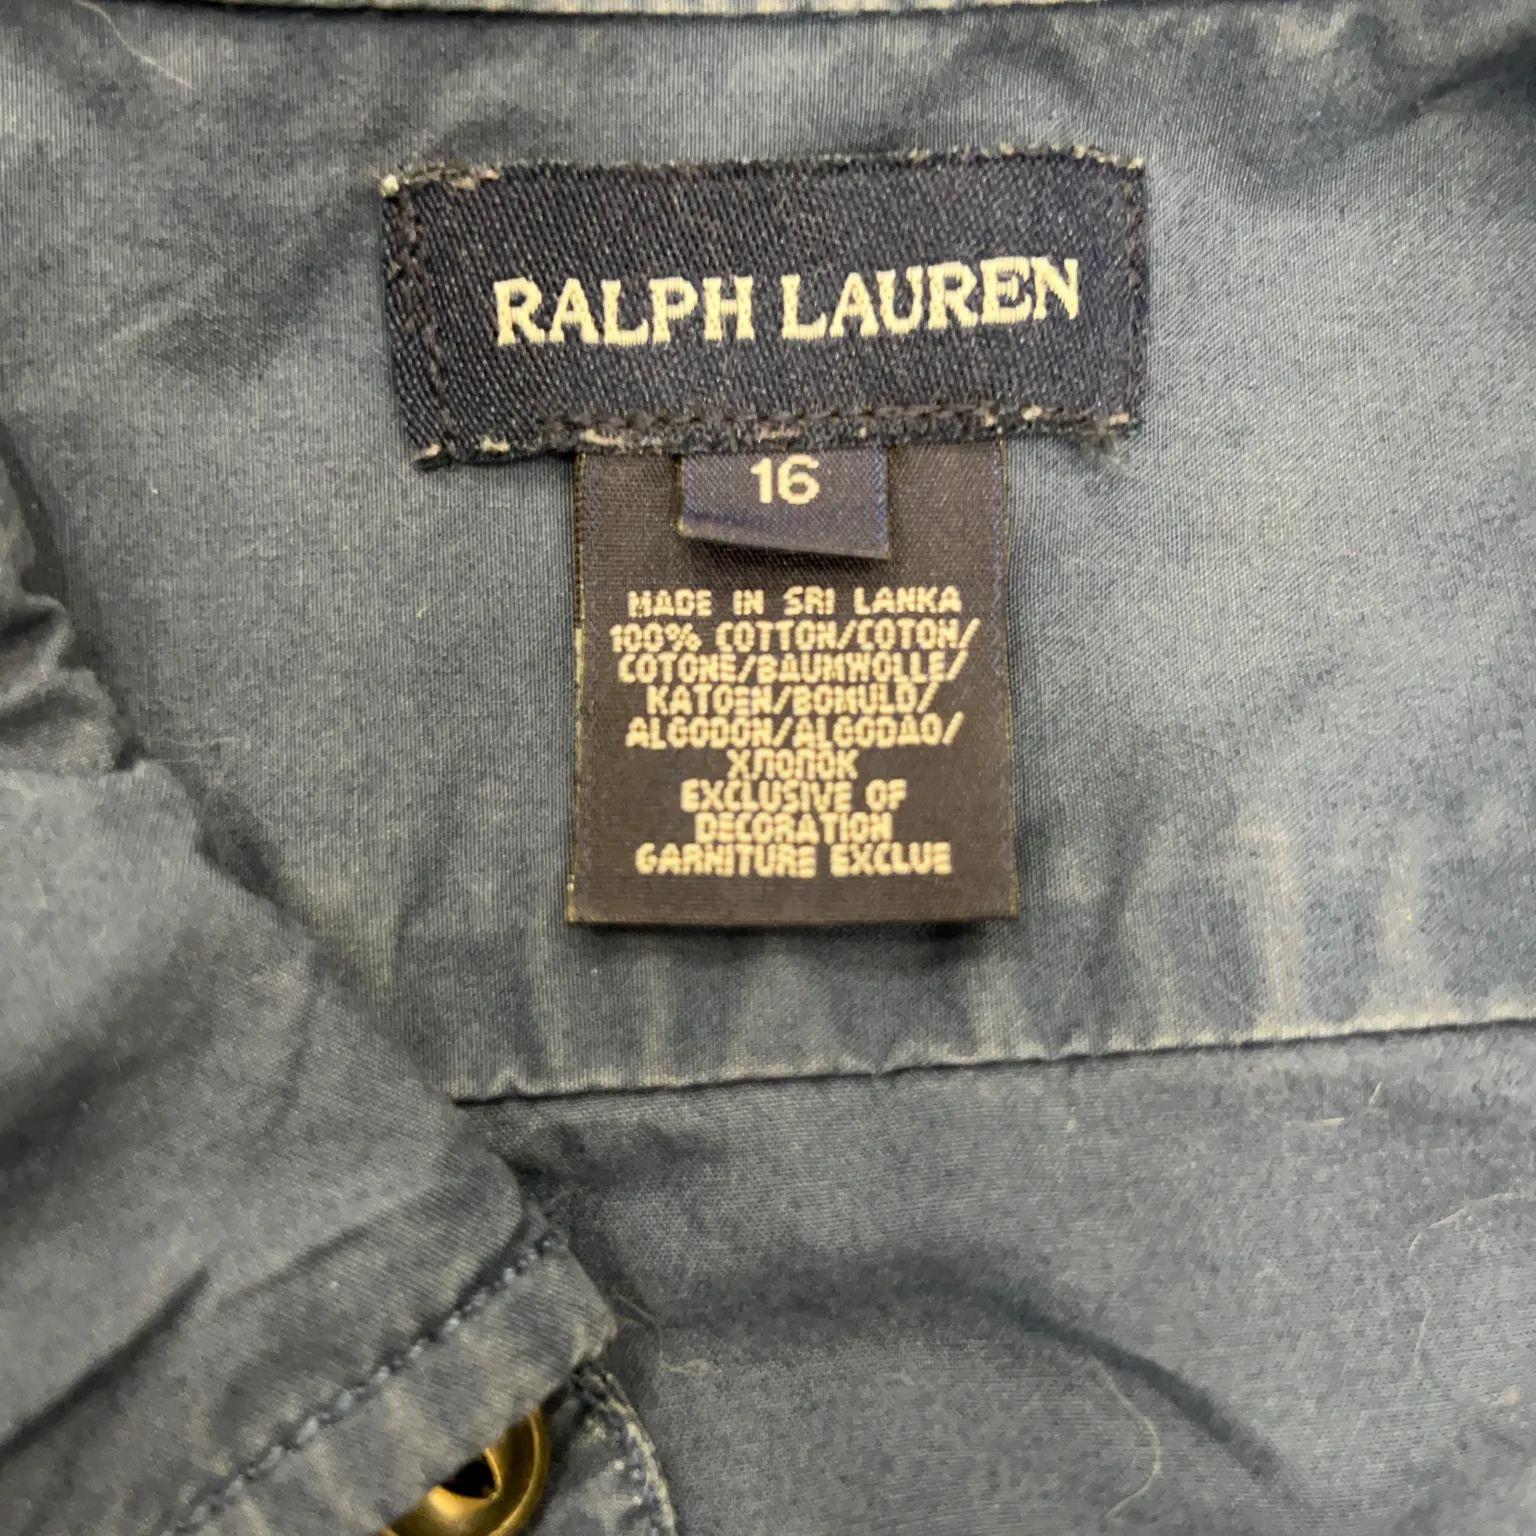 RALPH LAUREN
16
MADE IN SRI LANKA
100% COTTON/COTON/
COTONE/BAUMWOLLE/
KATOEN/BOMULD/
ALGODÓN/ALGODAO/
ХЛОПОК
EXCLUSIVE OF
DECORATION
GARNITURE EXCLUE